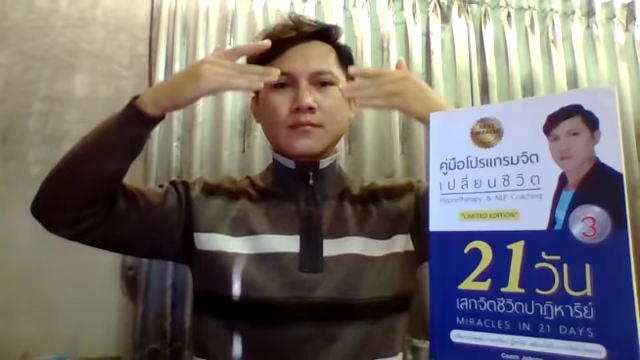 คู่มือโปรแกรมจิต
เปลี่ยนชีวิต
Hypnotherapy & NLP Coaching
"LIMITED EDITION"
3
21 วัน
เสกจิตชีวิตปาฏิหาริย์
MIRACLES IN 21 DAYS
Coach